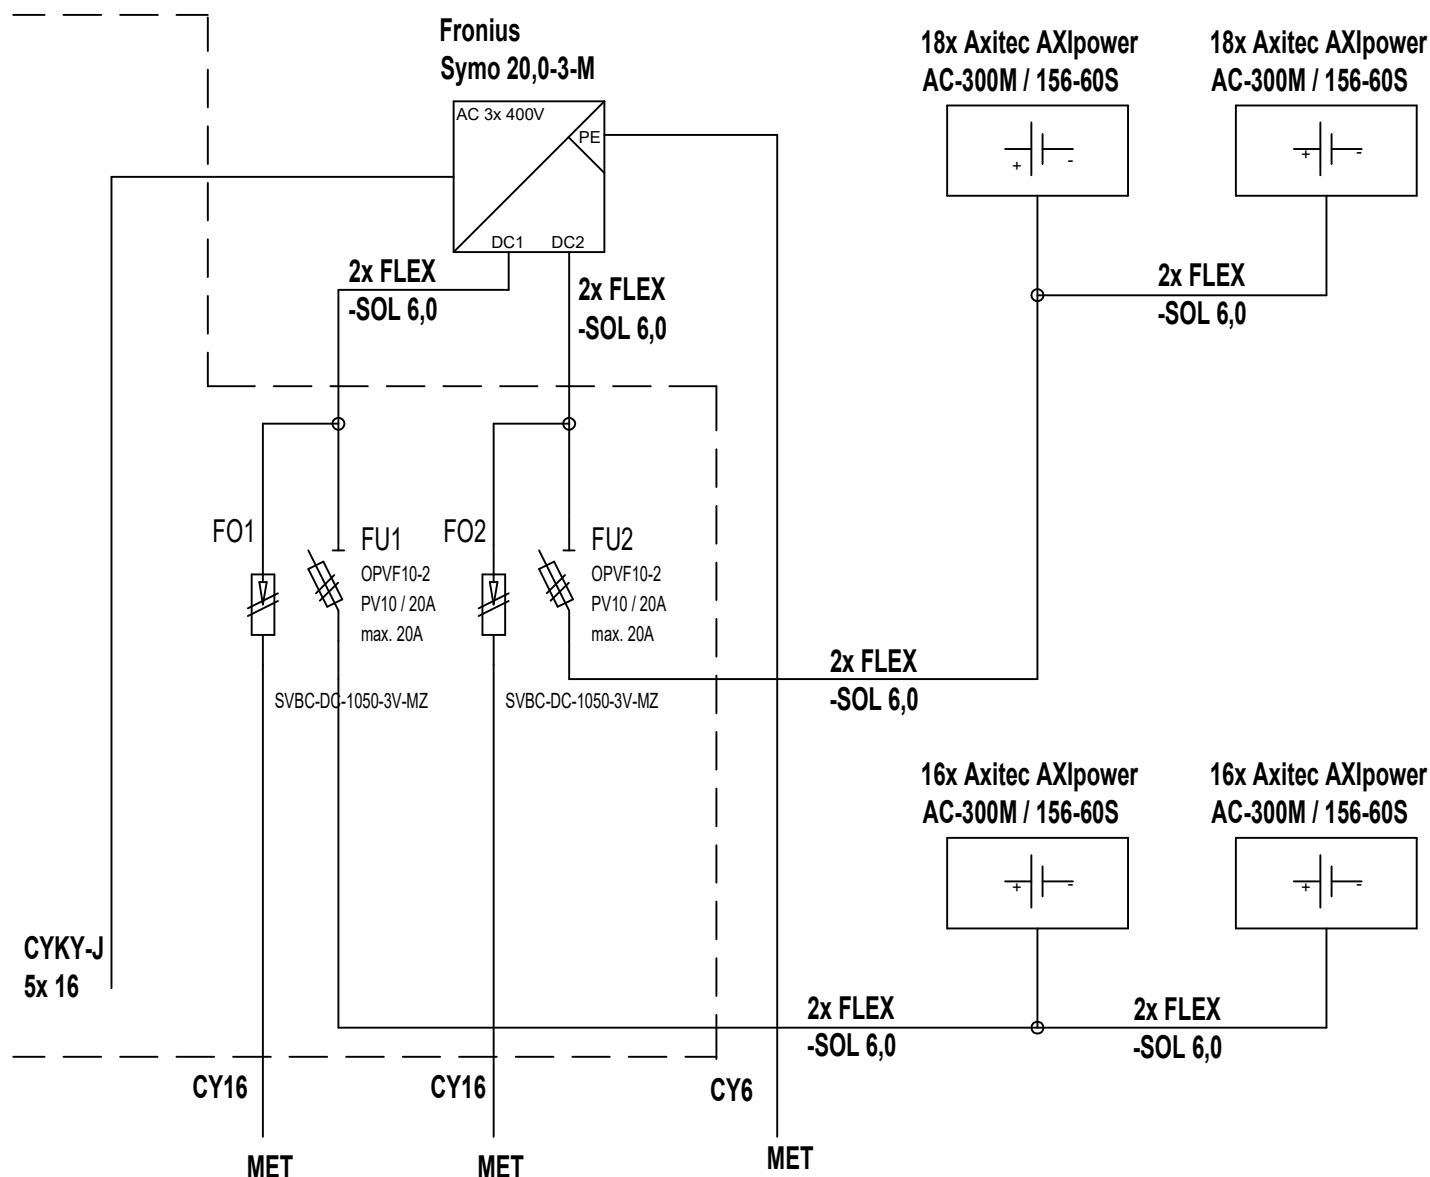 Fronius
Symo 20,0-3-M
AC 3x 400V
PE
DC1
DC2
18x Axitec AXIpower
AC-300M / 156-60S
+
-
18x Axitec AXIpower
AC-300M / 156-60S
+
-
2x FLEX
-SOL 6,0
2x FLEX
-SOL 6,0
2x FLEX
-SOL 6,0
FO1
FU1
OPVF10-2
PV10 / 20A
max. 20A
SVBC-DC-1050-3V-MZ
FO2
FU2
OPVF10-2
PV10 / 20A
max. 20A
SVBC-DC-1050-3V-MZ
2x FLEX
-SOL 6,0
16x Axitec AXIpower
AC-300M / 156-60S
+
-
16x Axitec AXIpower
AC-300M / 156-60S
+
-
CYKY-J
5x 16
2x FLEX
-SOL 6,0
2x FLEX
-SOL 6,0
CY16
CY16
CY6
MET
MET
MET